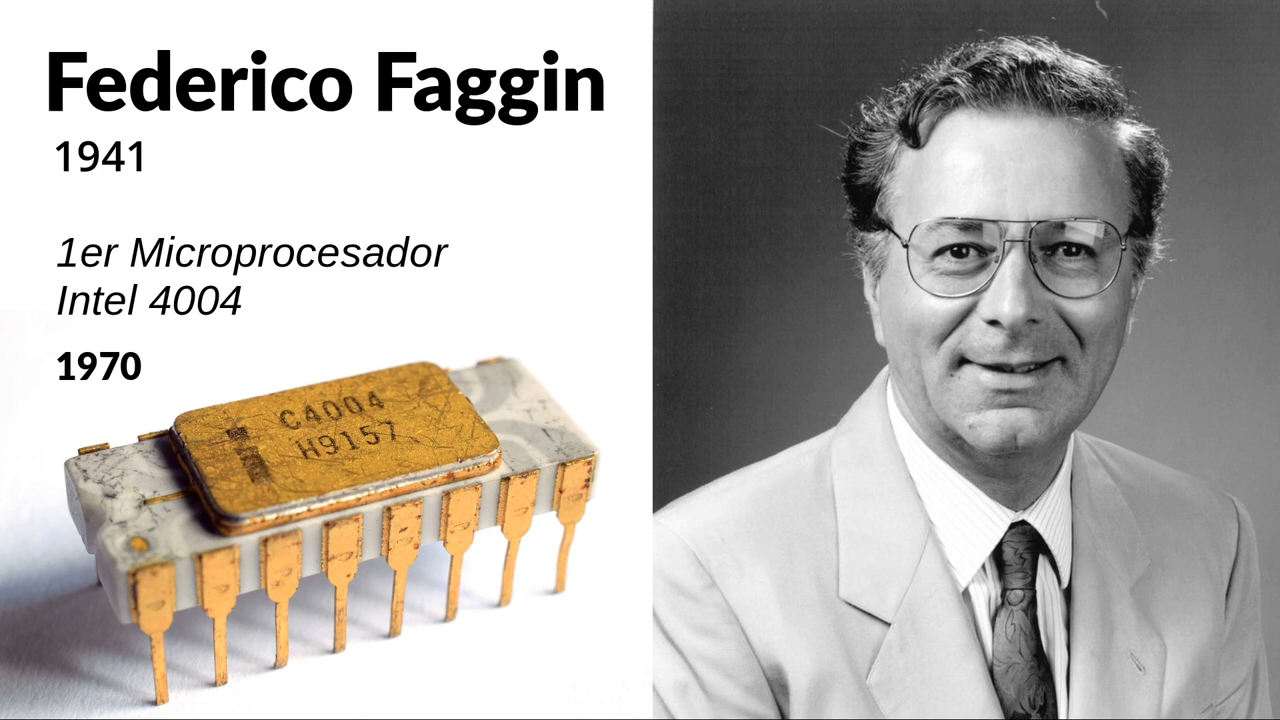 Federico Faggin
1941
1er Microprocesador
Intel 4004
1970
C4004
H9157